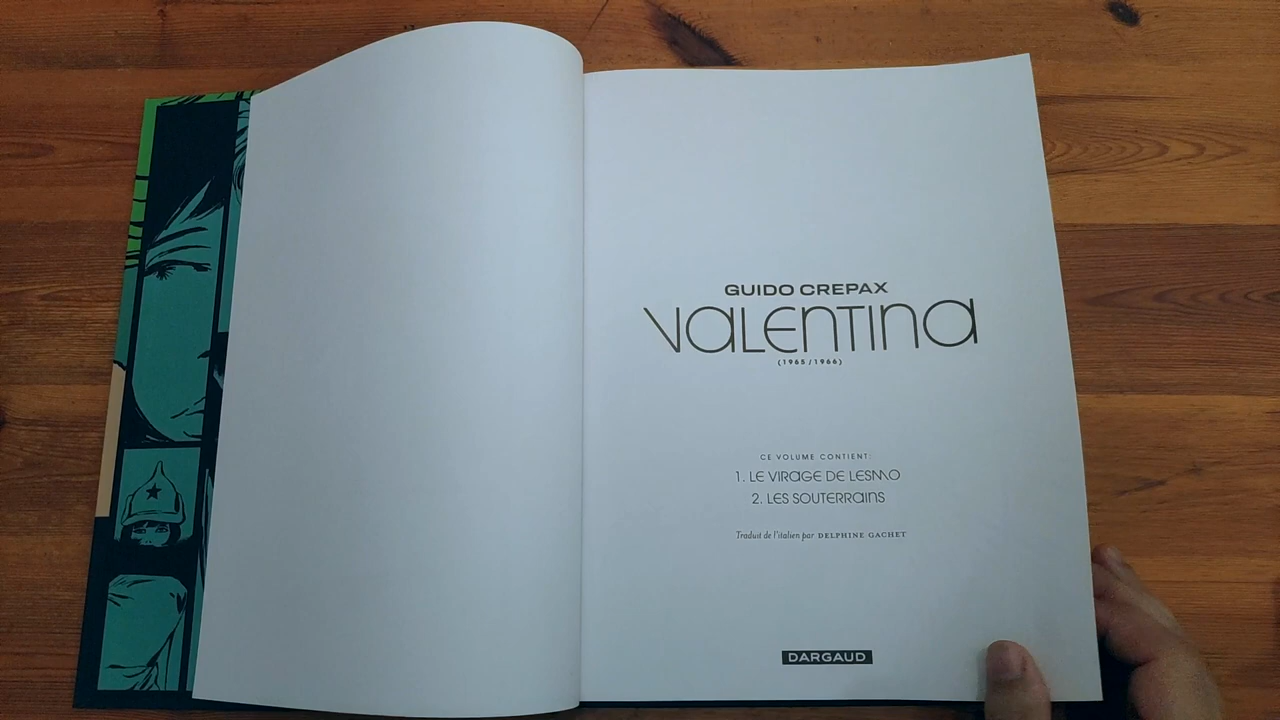 GUIDO CREPAX
VALENTINA
(1965/1966)
CE VOLUME CONTIENT:
1. LE VIRAGE DE LESMO
2. LES SOUTERRAINS
Traduit de l'italien par DELPHINE GACHET
DARGAUD